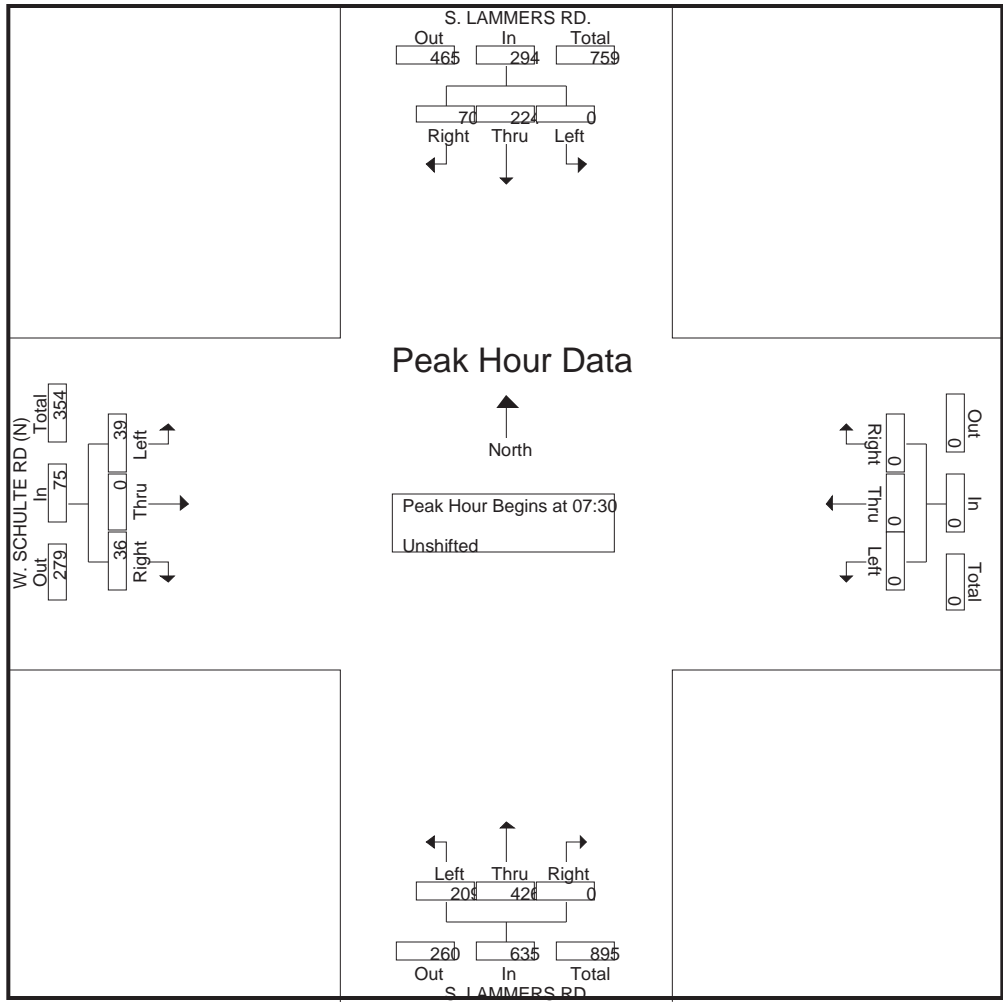 S. LAMMERS RD.
Out In Total
465 294 759
70 224 0
Right Thru Left
Peak Hour Data
North
Peak Hour Begins at 07:30
Unshifted
W. SCHULTE RD (N)
Total In Out
354 75 279
39 0 36
Left Thru Right
Out In Total
0 0 0
0 0 0
Right Thru Left
Left Thru Right
209 426 0
260 635 895
Out In Total
S. LAMMERS RD.